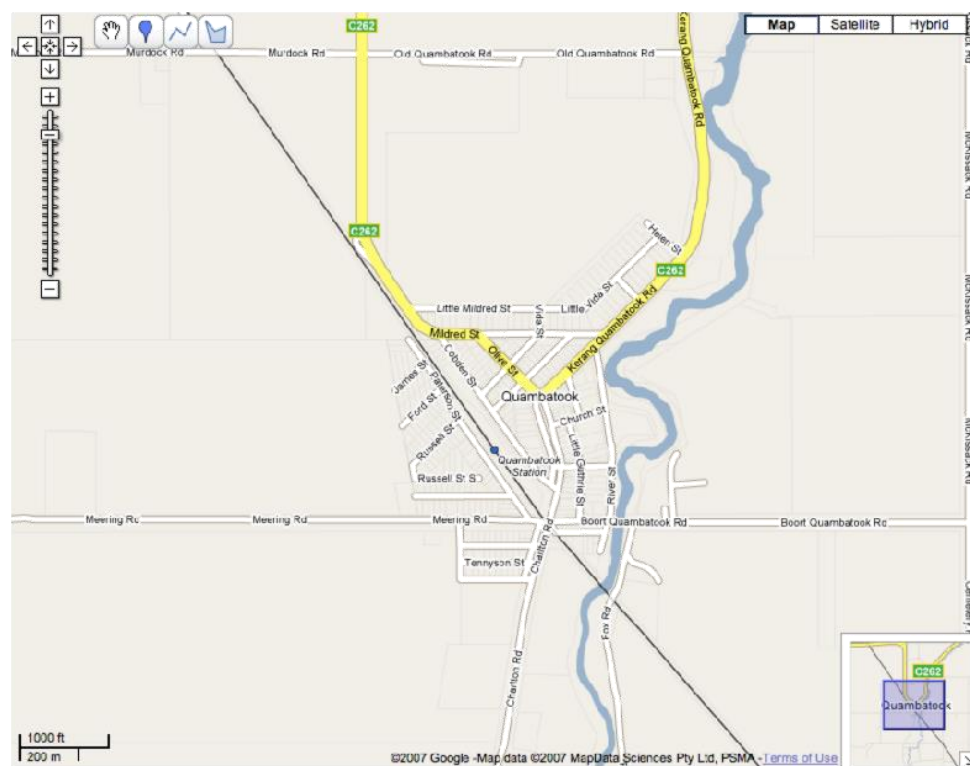 C262
Map
Satellite
Hybrid
Murdock Rd
Murdock Rd
Old Quambatook Rd
Old Quambatook Rd
Kerang Quambatook Rd
C262
Helen St
C262
Vida St
Little Mildred St
Vida St
Little
Mildred St
Olive St
Kerang Quambatook Rd
Cobden St
James St
Paterson St
Quambatook
Ford St
Church St
Russell St
Little Guthrie St
Quambatook
Station
Russell St S
River St
Meering Rd
Meering Rd
Meering Rd
Boort Quambatook Rd
Boort Quambatook Rd
Charlton Rd
Tennyson St
Fox Rd
Charlton Rd
C262
Quambatook
1000 ft
200 m
©2007 Google - Map data ©2007 MapData Sciences Pty Ltd, PSMA - Terms of Use